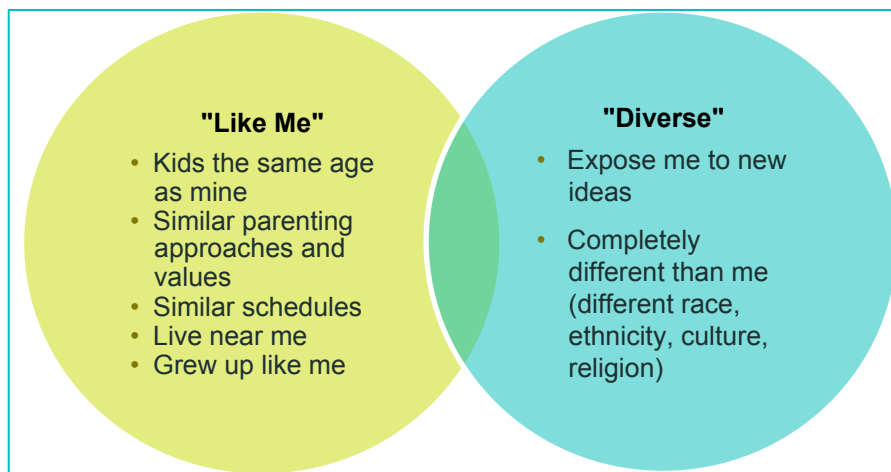 "Like Me"
• Kids the same age
as mine
• Similar parenting
approaches and
values
• Similar schedules
• Live near me
• Grew up like me
"Diverse"
• Expose me to new
ideas
• Completely
different than me
(different race,
ethnicity, culture,
religion)